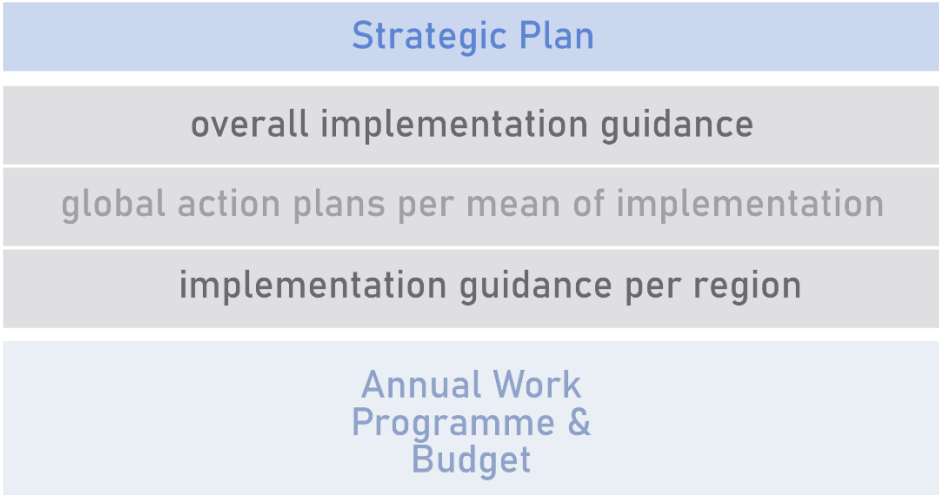 Strategic Plan
overall implementation guidance
global action plans per mean of implementation
implementation guidance per region
Annual Work
Programme &
Budget